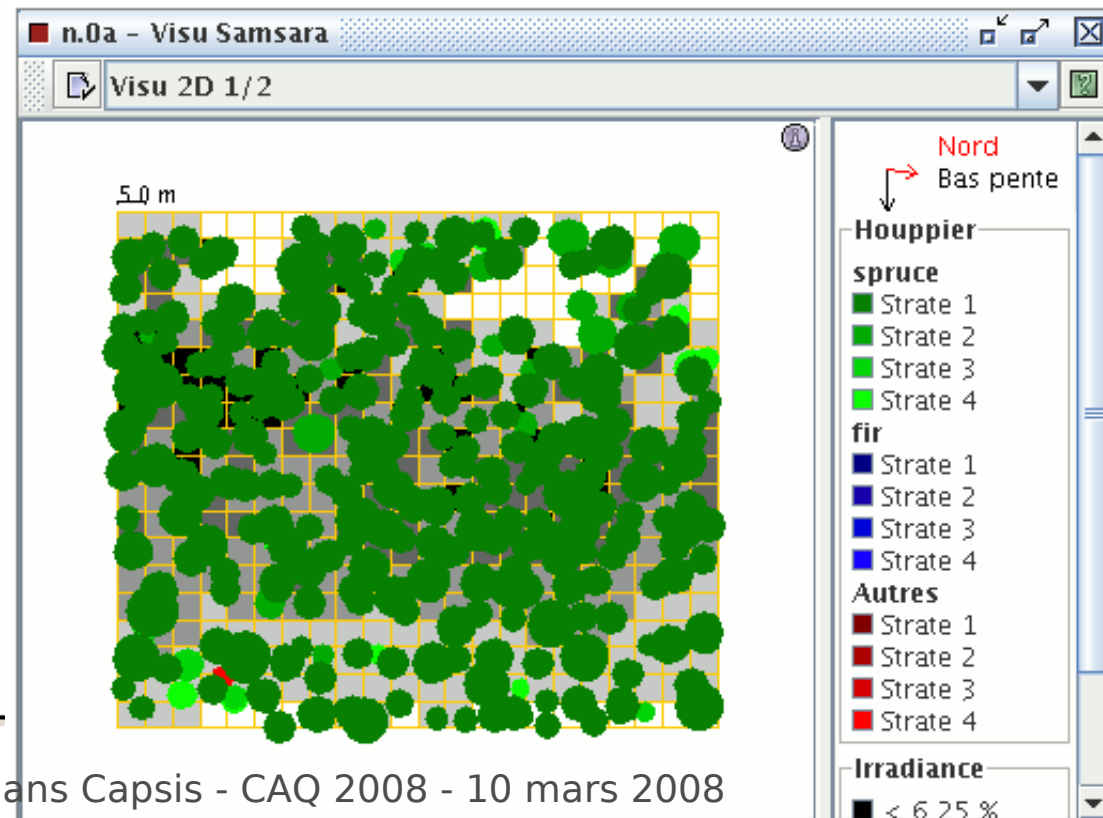 n.0a - Visu Samsara
Visu 2D 1/2
5.0 m
Nord
Bas pente
Houppier
spruce
Strate 1
Strate 2
Strate 3
Strate 4
fir
Strate 1
Strate 2
Strate 3
Strate 4
Autres
Strate 1
Strate 2
Strate 3
Strate 4
Irradiance
< 6.25 %
ans Capsis - CAQ 2008 - 10 mars 2008